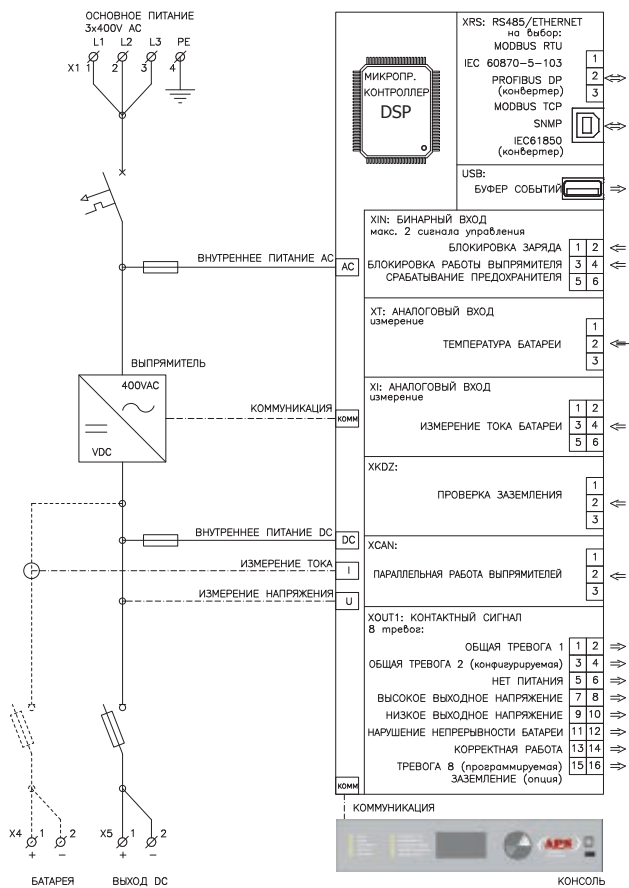 ОСНОВНОЕ ПИТАНИЕ
3x400V AC
L1 L2 L3 PE
X1 1 2 3 4
ВНУТРЕННЕЕ ПИТАНИЕ AC
ВЫПРЯМИТЕЛЬ
400VAC
VDC
КОММУНИКАЦИЯ
ВНУТРЕННЕЕ ПИТАНИЕ DC
ИЗМЕРЕНИЕ ТОКА
ИЗМЕРЕНИЕ НАПРЯЖЕНИЯ
X4 1 2
+ −
X5 1 2
+ −
БАТАРЕЯ
ВЫХОД DC
МИКРОПР.
КОНТРОЛЛЕР
DSP
AC
КОММ
DC
I
U
КОММ
XRS: RS485/ETHERNET
на выбор:
MODBUS RTU
IEC 60870-5-103
PROFIBUS DP
(конвертер)
MODBUS TCP
SNMP
IEC61850
(конвертер)
1
2
3
USB:
БУФЕР СОБЫТИЙ
XIN: БИНАРНЫЙ ВХОД
макс. 2 сигнала управления
БЛОКИРОВКА ЗАРЯДА 1 2
БЛОКИРОВКА РАБОТЫ ВЫПРЯМИТЕЛЯ 3 4
СРАБАТЫВАНИЕ ПРЕДОХРАНИТЕЛЯ 5 6
XT: АНАЛОГОВЫЙ ВХОД
измерение
1
ТЕМПЕРАТУРА БАТАРЕИ 2
3
XI: АНАЛОГОВЫЙ ВХОД
измерение
1 2
ИЗМЕРЕНИЕ ТОКА БАТАРЕИ 3 4
5 6
XKDZ:
1
ПРОВЕРКА ЗАЗЕМЛЕНИЯ 2
3
XCAN:
1
ПАРАЛЛЕЛЬНАЯ РАБОТА ВЫПРЯМИТЕЛЕЙ 2
3
XOUT1: КОНТАКТНЫЙ СИГНАЛ
8 тревог:
ОБЩАЯ ТРЕВОГА 1 1 2
ОБЩАЯ ТРЕВОГА 2 (конфигурируемая) 3 4
НЕТ ПИТАНИЯ 5 6
ВЫСОКОЕ ВЫХОДНОЕ НАПРЯЖЕНИЕ 7 8
НИЗКОЕ ВЫХОДНОЕ НАПРЯЖЕНИЕ 9 10
НАРУШЕНИЕ НЕПРЕРЫВНОСТИ БАТАРЕИ 11 12
КОРРЕКТНАЯ РАБОТА 13 14
ТРЕВОГА 8 (программируемая) 15 16
ЗАЗЕМЛЕНИЕ (опция)
КОММУНИКАЦИЯ
APS
КОНСОЛЬ